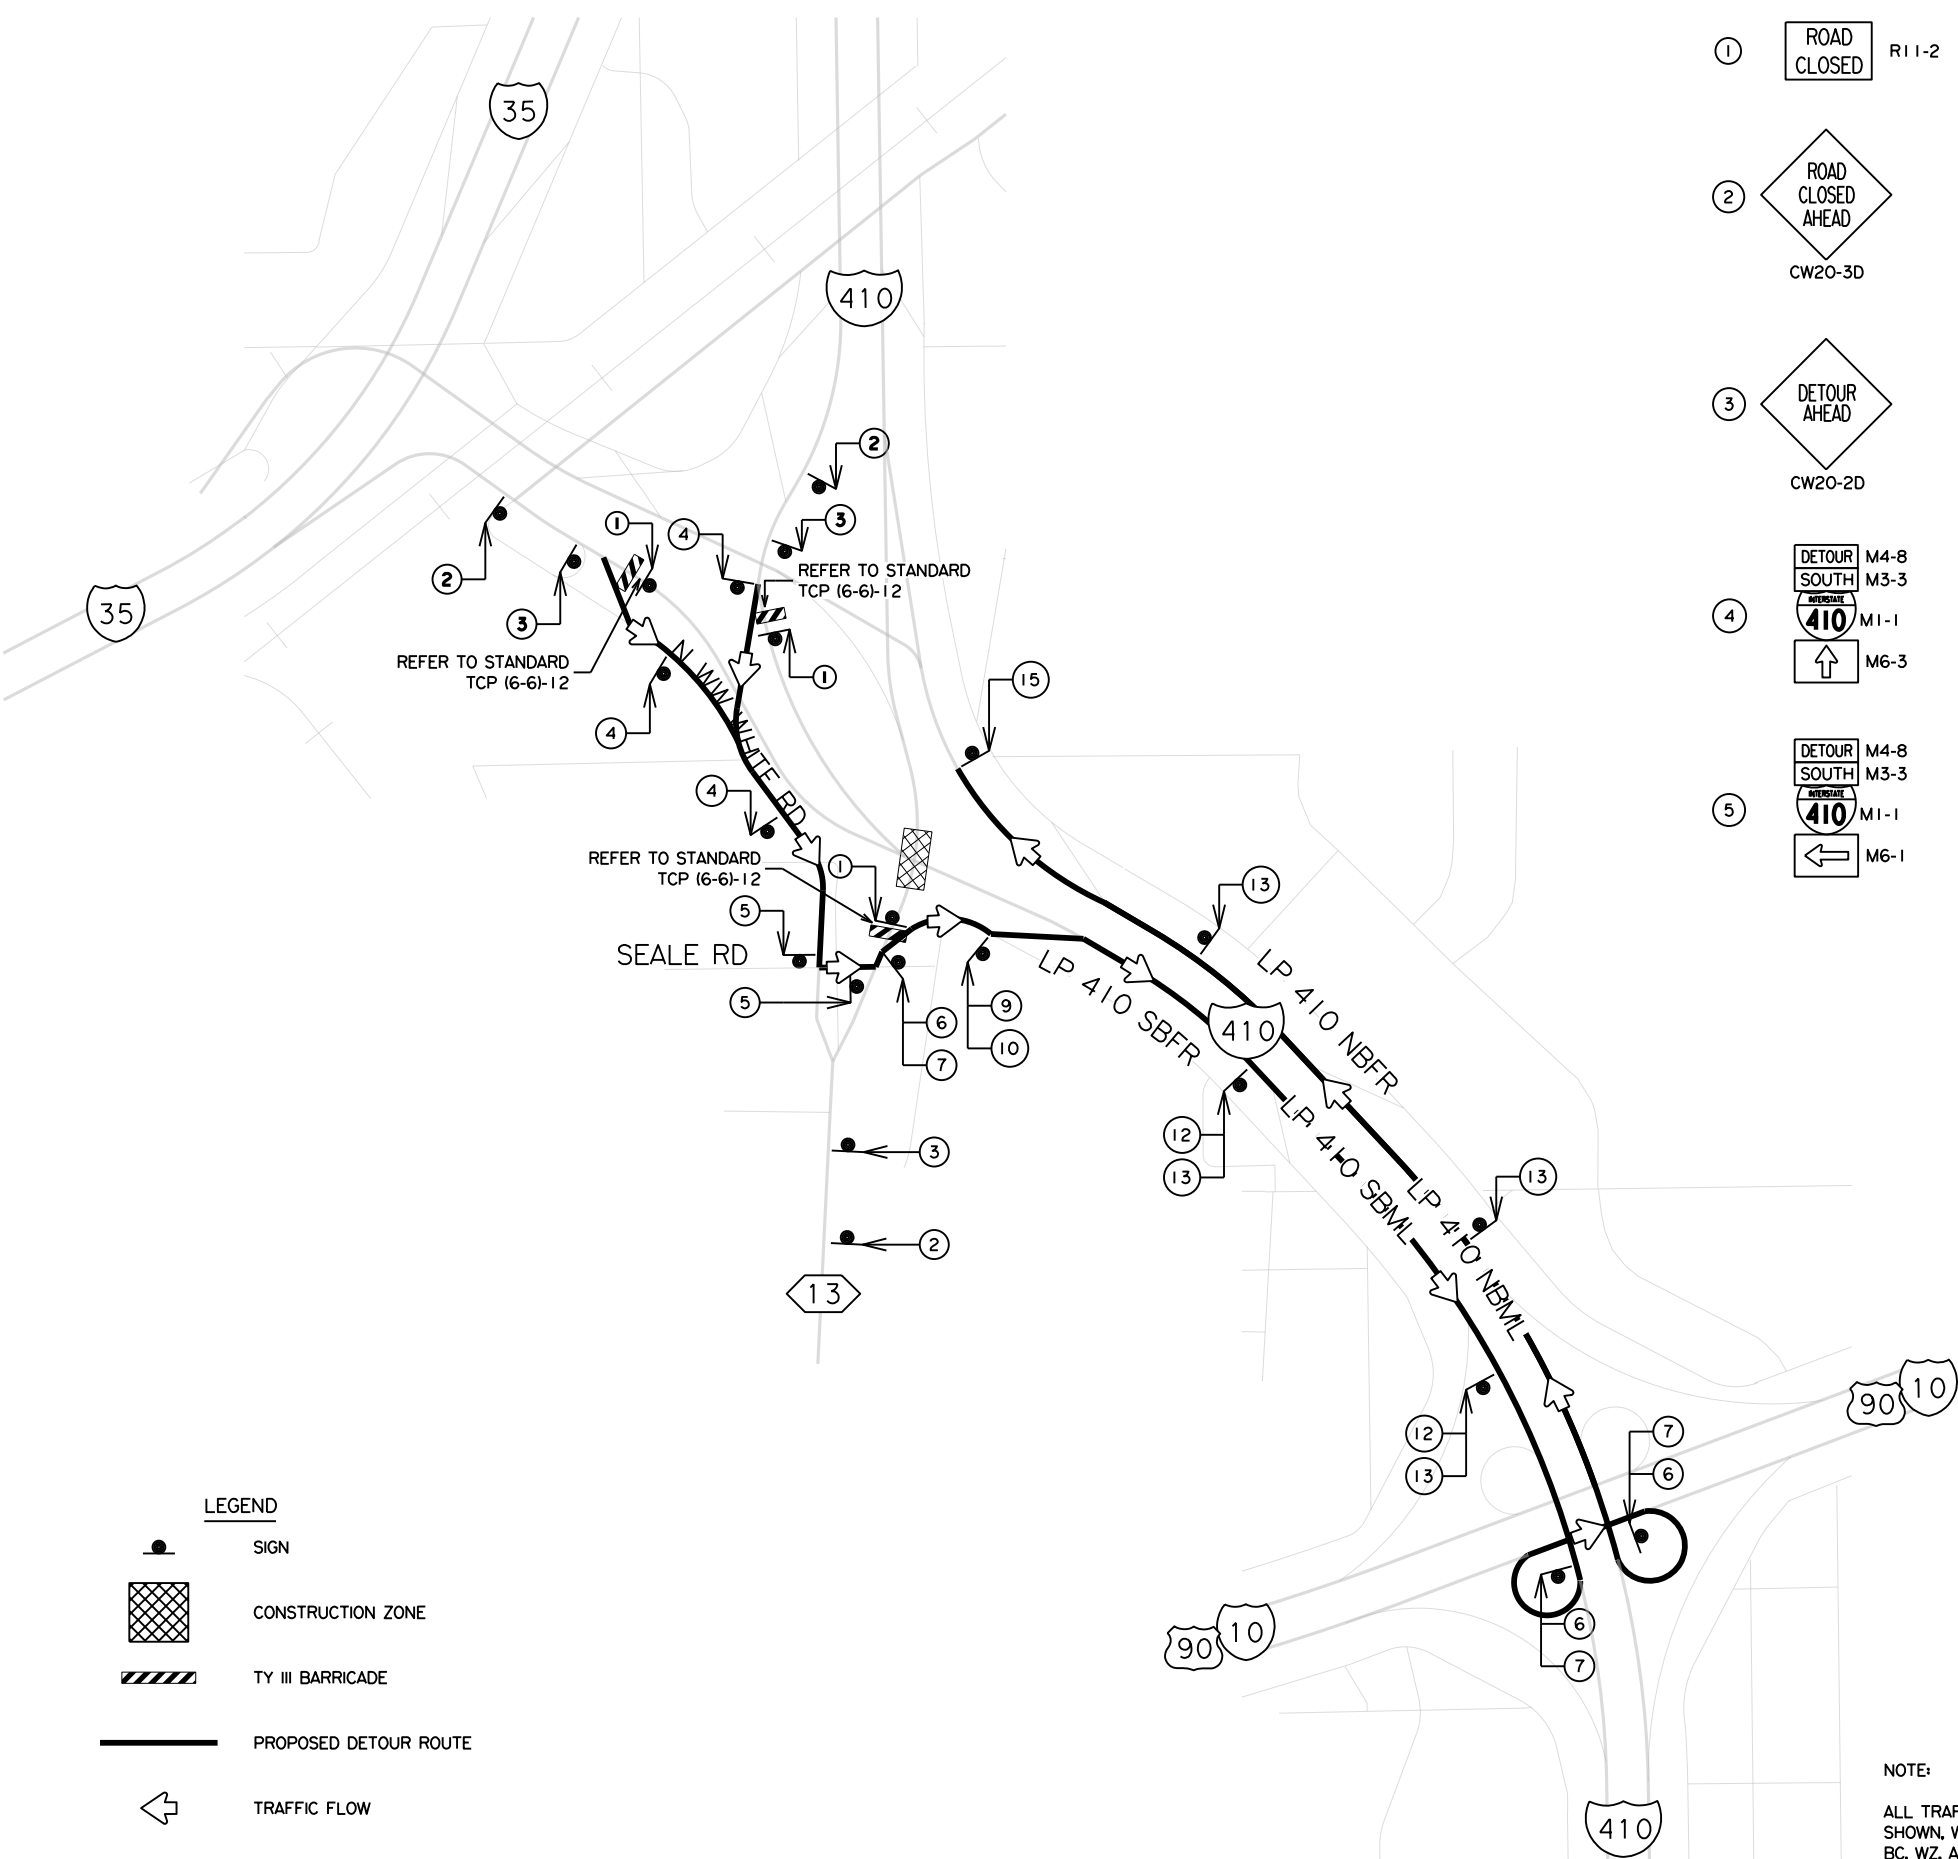 35
410
35
2
3
2
3
1
4
REFER TO STANDARD
TCP (6-6)-12
1
REFER TO STANDARD
TCP (6-6)-12
4
N. WW. WHITE RD
15
4
REFER TO STANDARD
TCP (6-6)-12
1
5
SEALE RD
5
6
7
9
10
13
LP 410 SBFR
LP 410 NBFR
410
12
13
LP 410 SBML
LP 410 NBML
13
3
2
13
12
13
7
6
6
7
90
10
90
10
410
1
ROAD
CLOSED
R11-2
2
ROAD
CLOSED
AHEAD
CW20-3D
3
DETOUR
AHEAD
CW20-2D
4
DETOUR M4-8
SOUTH M3-3
INTERSTATE
410 M1-1
M6-3
5
DETOUR M4-8
SOUTH M3-3
INTERSTATE
410 M1-1
M6-1
LEGEND
SIGN
CONSTRUCTION ZONE
TY III BARRICADE
PROPOSED DETOUR ROUTE
TRAFFIC FLOW
NOTE:
ALL
SHOWN,
BC, WZ,